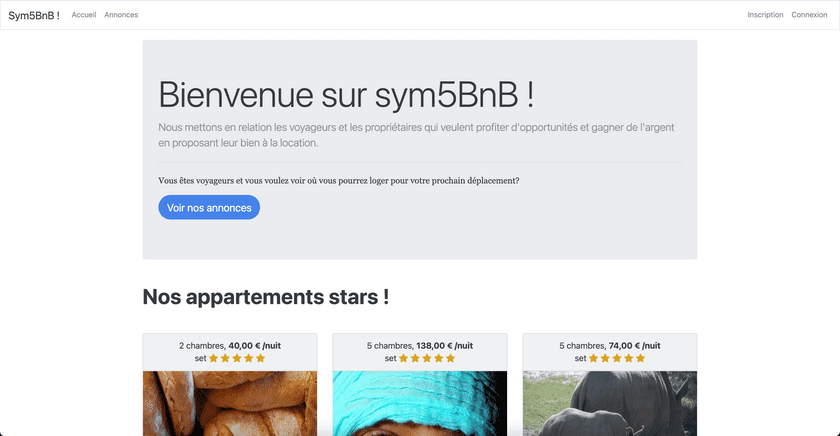 Sym5BnB ! Accueil Annonces Inscription Connexion
Bienvenue sur sym5BnB !
Nous mettons en relation les voyageurs et les propriétaires qui veulent profiter d'opportunités et gagner de l'argent
en proposant leur bien à la location.
Vous êtes voyageurs et vous voulez voir où vous pourrez loger pour votre prochain déplacement?
Voir nos annonces
Nos appartements stars !
2 chambres, 40,00 € /nuit
set
5 chambres, 138,00 € /nuit
set
5 chambres, 74,00 € /nuit
set